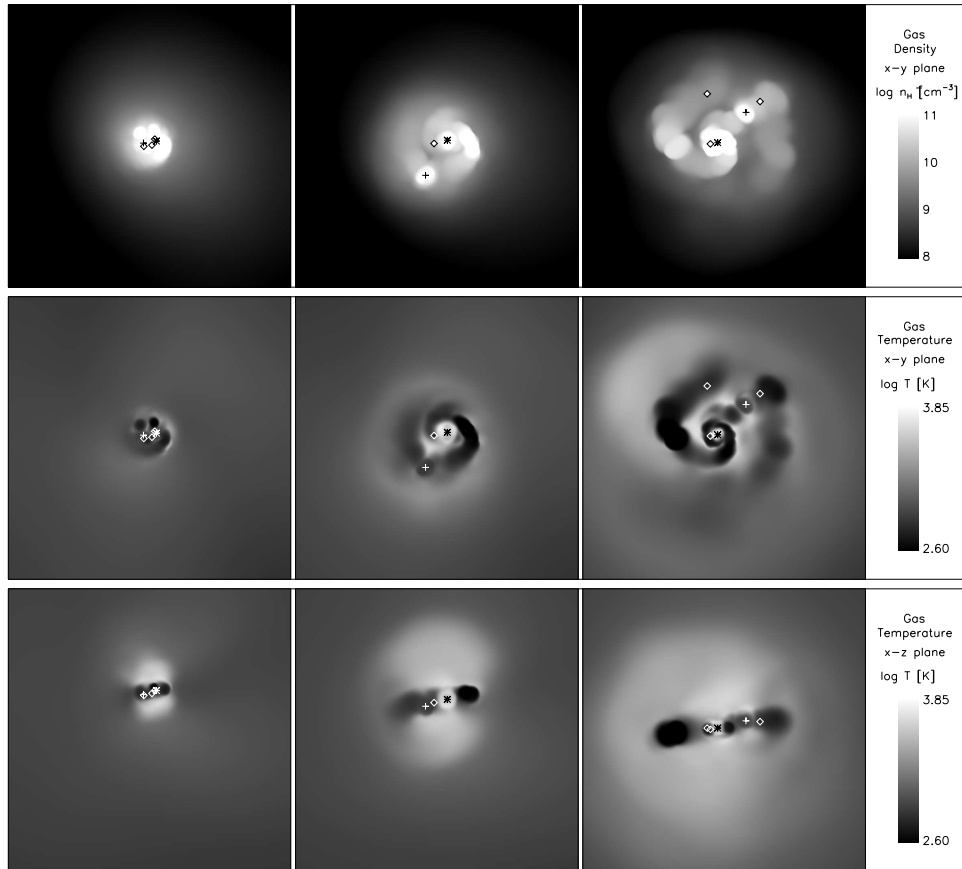 Gas
Density
x-y plane
log n_H [cm^-3]
11
10
9
8
Gas
Temperature
x-y plane
log T [K]
3.85
2.60
Gas
Temperature
x-z plane
log T [K]
3.85
2.60